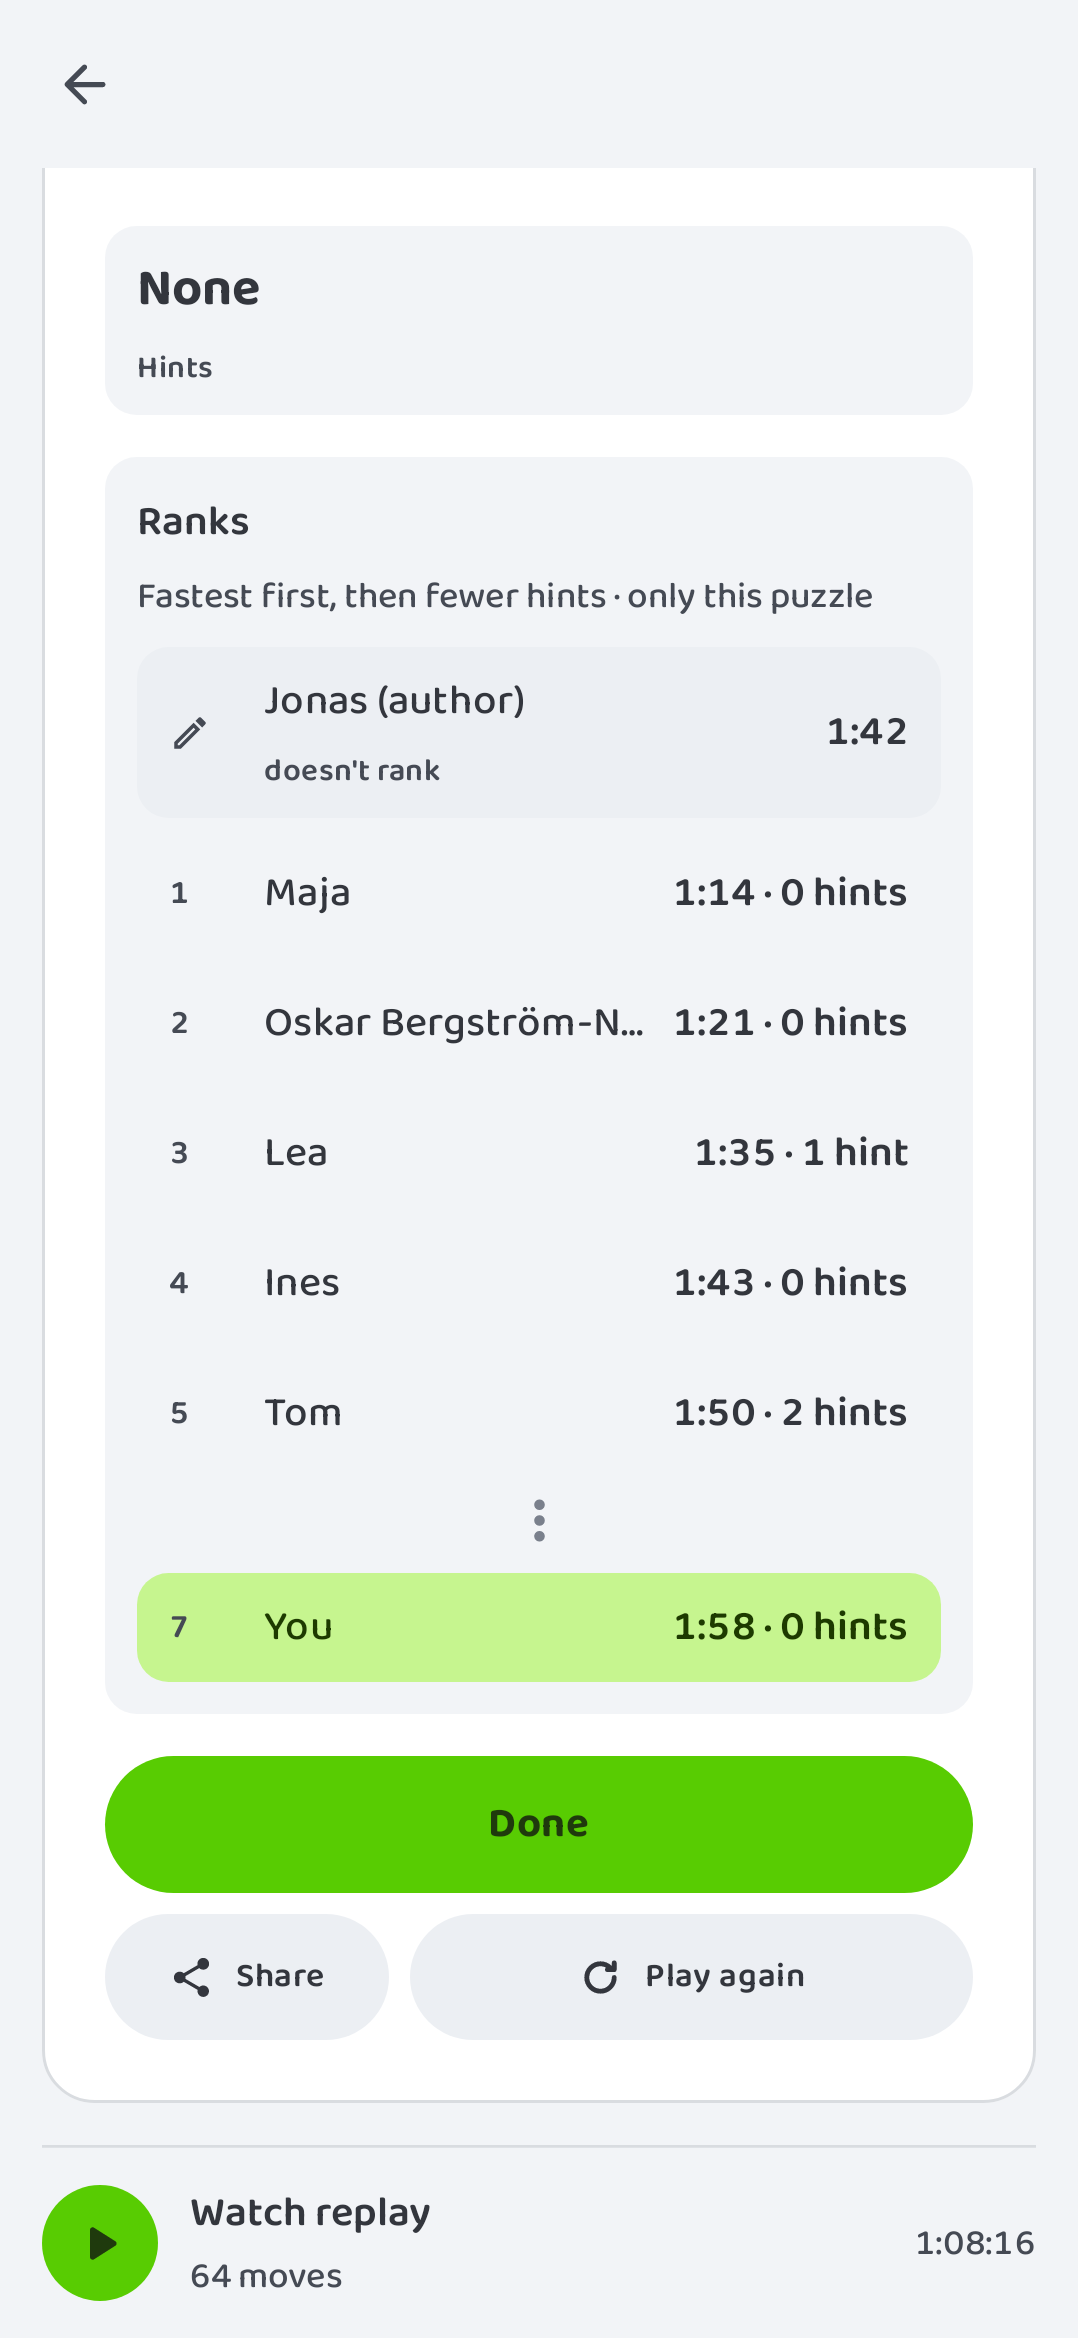 None
Hints
Ranks
Fastest first, then fewer hints · only this puzzle
Jonas (author)
doesn't rank
1:42
1 Maja 1:14 · 0 hints
2 Oskar Bergström-N... 1:21 · 0 hints
3 Lea 1:35 · 1 hint
4 Ines 1:43 · 0 hints
5 Tom 1:50 · 2 hints
7 You 1:58 · 0 hints
Done
Share Play again
Watch replay
64 moves
1:08:16